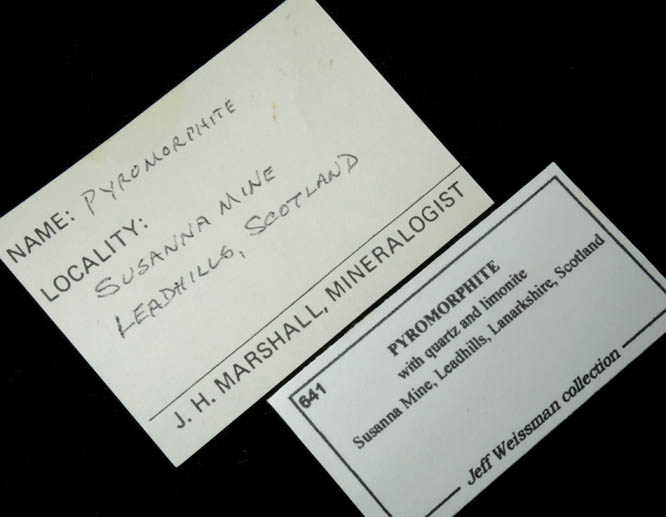 NAME: PYROMORPHITE
LOCALITY:
SUSANNA MINE
LEADHILLS, SCOTLAND
J. H. MARSHALL, MINERALOGIST
641
PYROMORPHITE
with quartz and limonite
Susanna Mine, Leadhills, Lanarkshire, Scotland
Jeff Weissman collection